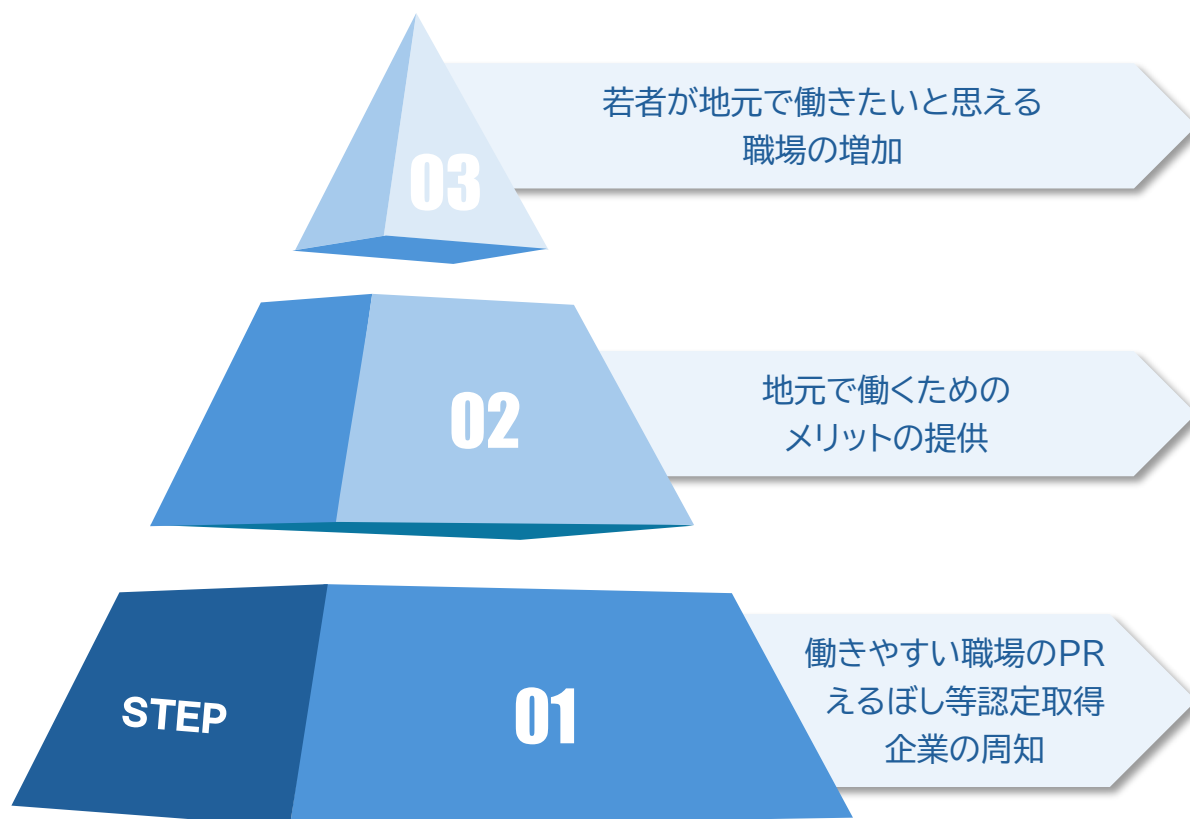 03
若者が地元で働きたいと思える
職場の増加
02
地元で働くための
メリットの提供
STEP
01
働きやすい職場のPR
えるぼし等認定取得
企業の周知